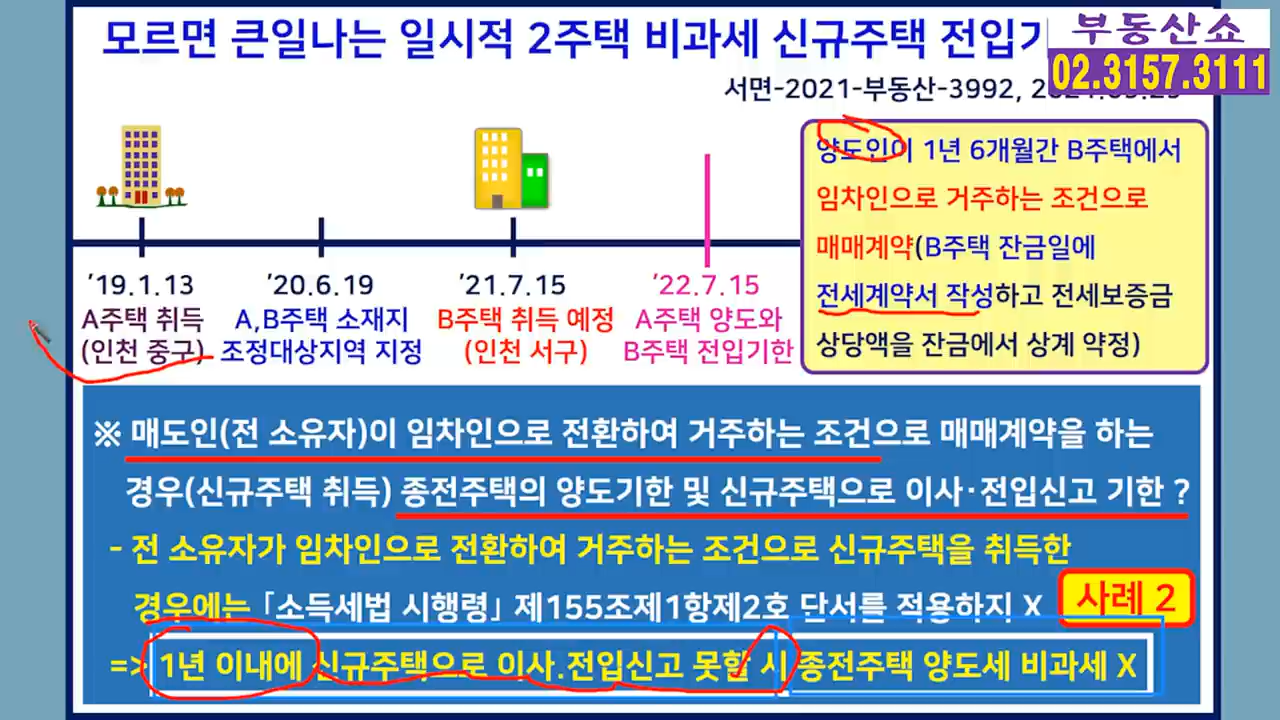 모르면 큰일나는 일시적 2주택 비과세 신규주택 전입
부동산쇼
02.3157.3111
서면-2021-부동산-3992,
양도인이 1년 6개월간 B주택에서
임차인으로 거주하는 조건으로
매매계약(B주택 잔금일에
전세계약서 작성하고 전세보증금
상당액을 잔금에서 상계 약정)
'19.1.13
A주택 취득
(인천 중구)
'20.6.19
A,B주택 소재지
조정대상지역 지정
'21.7.15
B주택 취득 예정
(인천 서구)
'22.7.15
A주택 양도와
B주택 전입기한
※ 매도인(전 소유자)이 임차인으로 전환하여 거주하는 조건으로 매매계약을 하는
경우(신규주택 취득) 종전주택의 양도기한 및 신규주택으로 이사·전입신고 기한 ?
- 전 소유자가 임차인으로 전환하여 거주하는 조건으로 신규주택을 취득한
경우에는 「소득세법 시행령」 제155조제1항제2호 단서를 적용하지 X
사례 2
=> 1년 이내에 신규주택으로 이사.전입신고 못할 시 종전주택 양도세 비과세 X